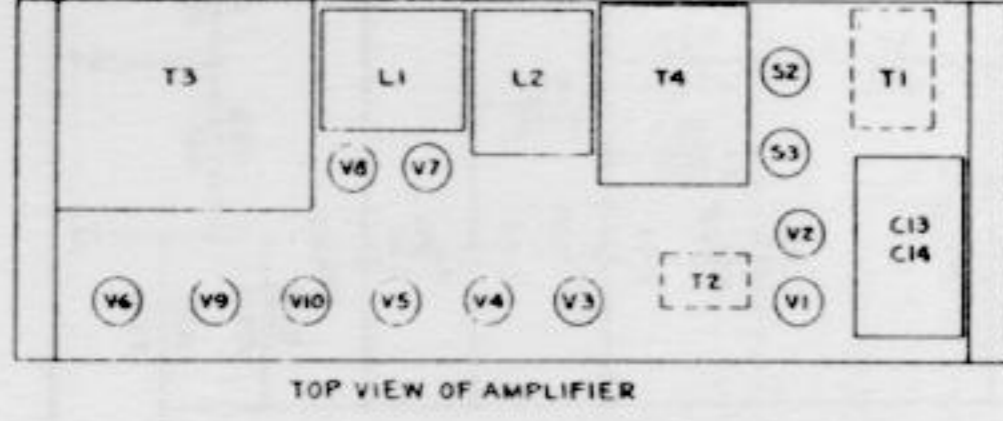 T3
L1
L2
T4
S2
T1
S3
V8
V7
V2
C13
C14
T2
V6
V9
V10
V5
V4
V3
V1
TOP VIEW OF AMPLIFIER